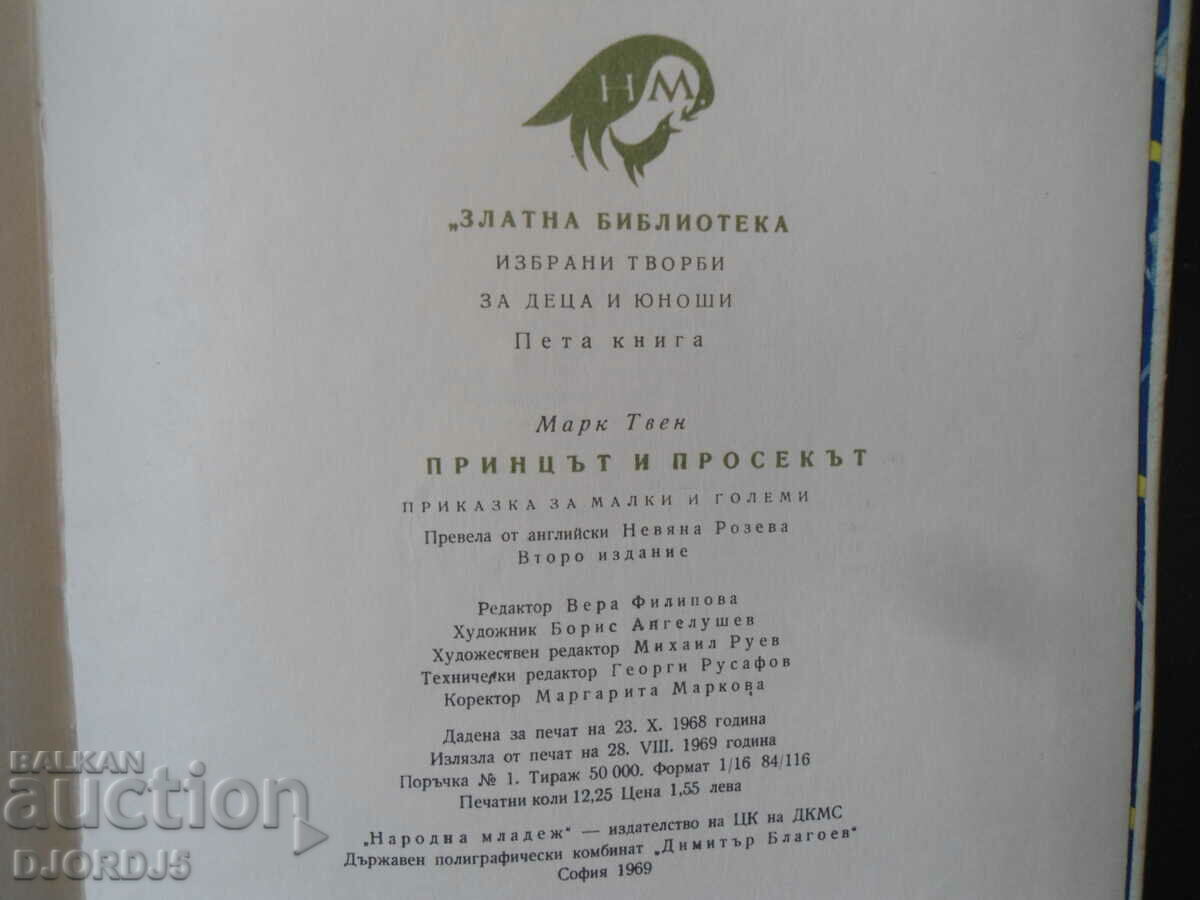 НМ
„ЗЛАТНА БИБЛИОТЕКА
ИЗБРАНИ ТВОРБИ
ЗА ДЕЦА И ЮНОШИ
Пета книга
Марк Твен
ПРИНЦЪТ И ПРОСЕКЪТ
ПРИКАЗКА ЗА МАЛКИ И ГОЛЕМИ
Превела от английски Невяна Розева
Второ издание
Редактор Вера Филипова
Художник Борис Ангелушев
Художествен редактор Михаил Руев
Технически редактор Георги Русафов
Коректор Маргарита Маркова
Дадена за печат на 23. X. 1968 година
Излязла от печат на 28. VIII. 1969 година
Поръчка № 1. Тираж 50 000. Формат 1/16 84/116
Печатни коли 12,25 Цена 1,55 лева
„Народна младеж“ — издателство на ЦК на ДКМС
Държавен полиграфически комбинат „Димитър Благоев“
София 1969
BALKAN
auction
DJORDJ5